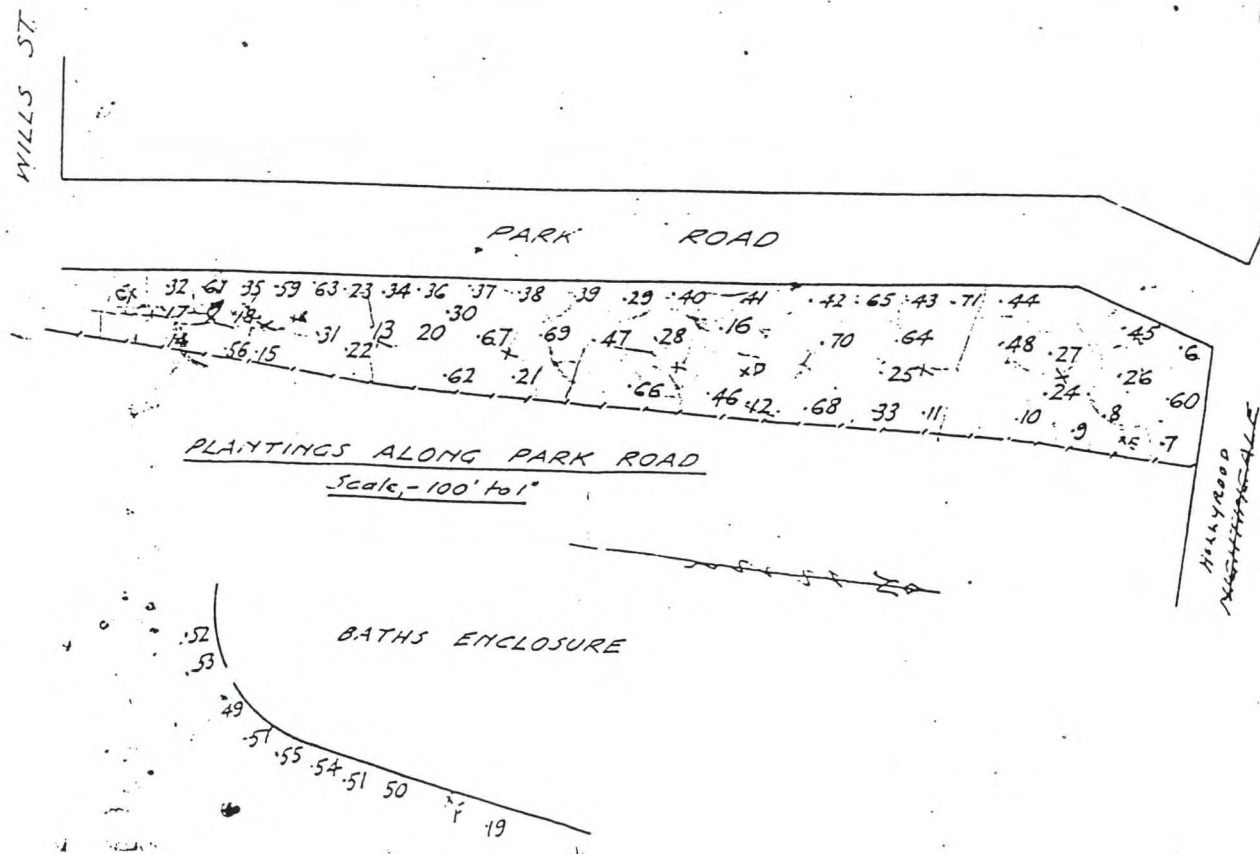 WILLS ST.
PARK ROAD
.32 .61 .35 .59 .63 .23 .34 .36 .37 .38 .39 .29 .40 41 .42 .65 .43 .71 .44
.17 .18 .31 13 20 .30 .67 .69 .47 .28 .16 .70 .64 .48 .27 .45 .6
14 .56 .15 .22 .62 .21 .66 .46 .12 xD .68 .25 .33 .11 .10 .24 .9 .8 .26 xE .7 .60
PLANTINGS ALONG PARK ROAD
Scale,- 100' to 1"
HOLLYROOD
BATHS ENCLOSURE
.52
.53
49
.57
.55 .54 .51 50
19